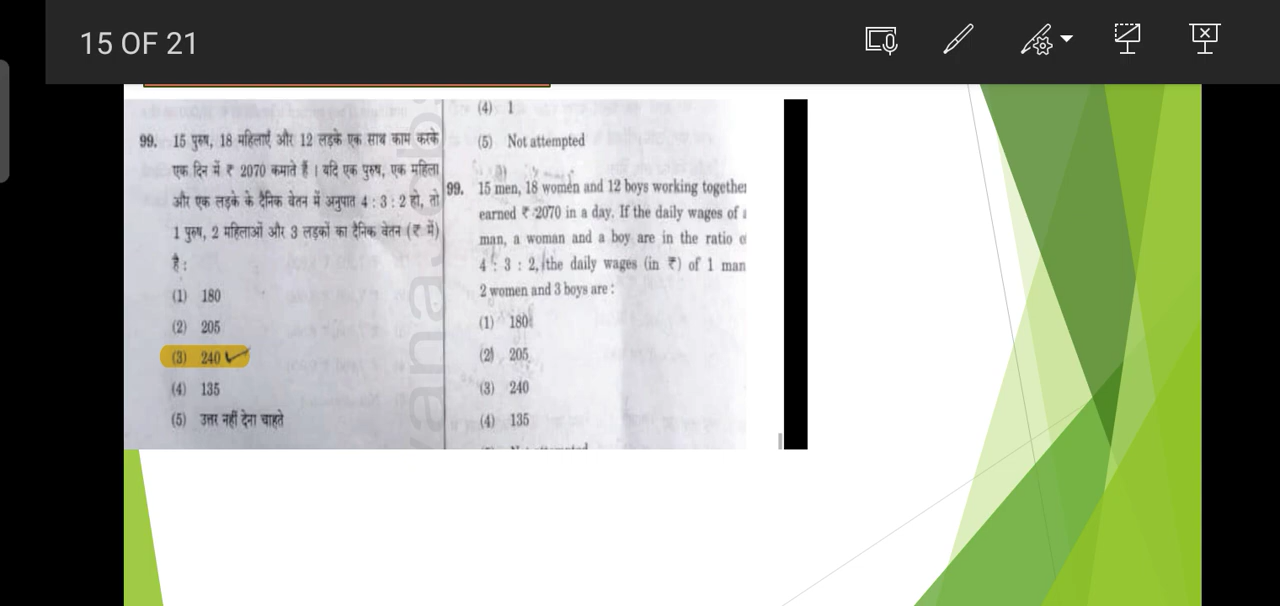 15 OF 21
99. 15 पुरुष, 18 महिलाएँ और 12 लड़के एक साथ काम करके
एक दिन में ₹ 2070 कमाते हैं । यदि एक पुरुष, एक महिला
और एक लड़के के दैनिक वेतन में अनुपात 4 : 3 : 2 हो, तो
1 पुरुष, 2 महिलाओं और 3 लड़कों का दैनिक वेतन (₹ में)
है :
(1) 180
(2) 205
(3) 240
(4) 135
(5) उत्तर नहीं देना चाहते
(4) 1
(5) Not attempted
99. 15 men, 18 women and 12 boys working together
earned ₹ 2070 in a day. If the daily wages of
man, a woman and a boy are in the ratio
4 : 3 : 2, the daily wages (in ₹) of 1 man
2 women and 3 boys are :
(1) 180
(2) 205
(3) 240
(4) 135